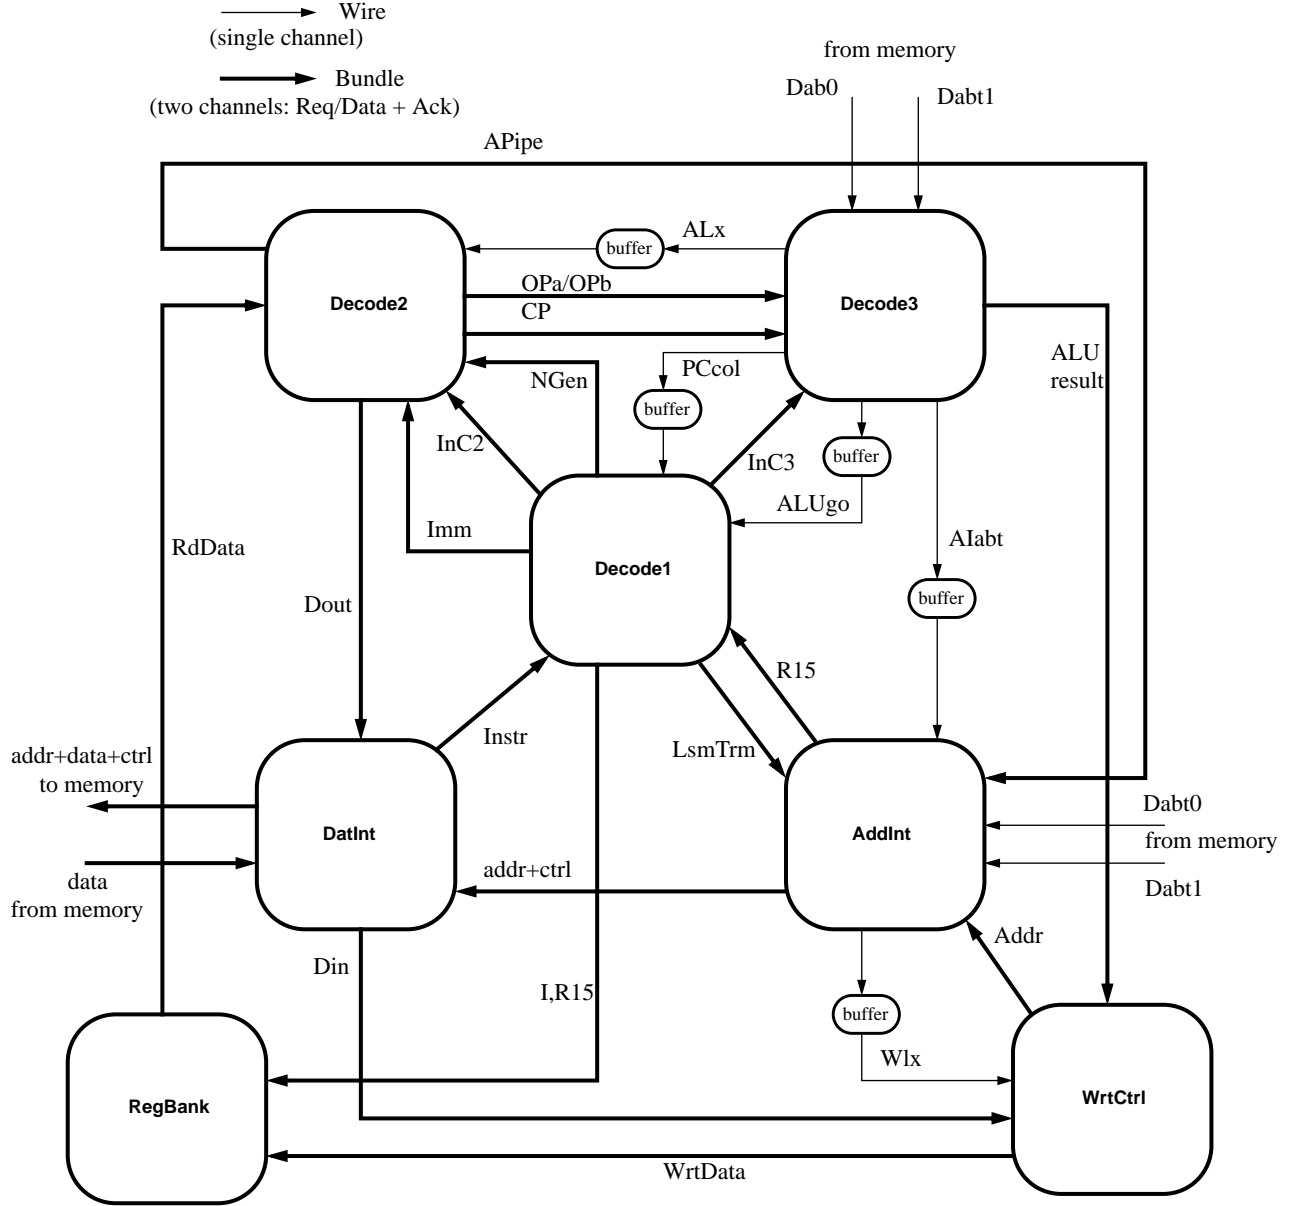 Wire
(single channel)
from memory
Dab0
Dabt1
Bundle
(two channels: Req/Data + Ack)
APipe
ALx
buffer
OPa/OPb
CP
Decode2
Decode3
PCcol
NGen
ALU
result
buffer
InC2
InC3
buffer
ALUgo
Imm
RdData
AIabt
Decode1
buffer
Dout
R15
Instr
LsmTrm
addr+data+ctrl
to memory
DatInt
AddInt
Dabt0
from memory
Dabt1
data
from memory
addr+ctrl
Addr
Din
I,R15
buffer
Wlx
RegBank
WrtCtrl
WrtData